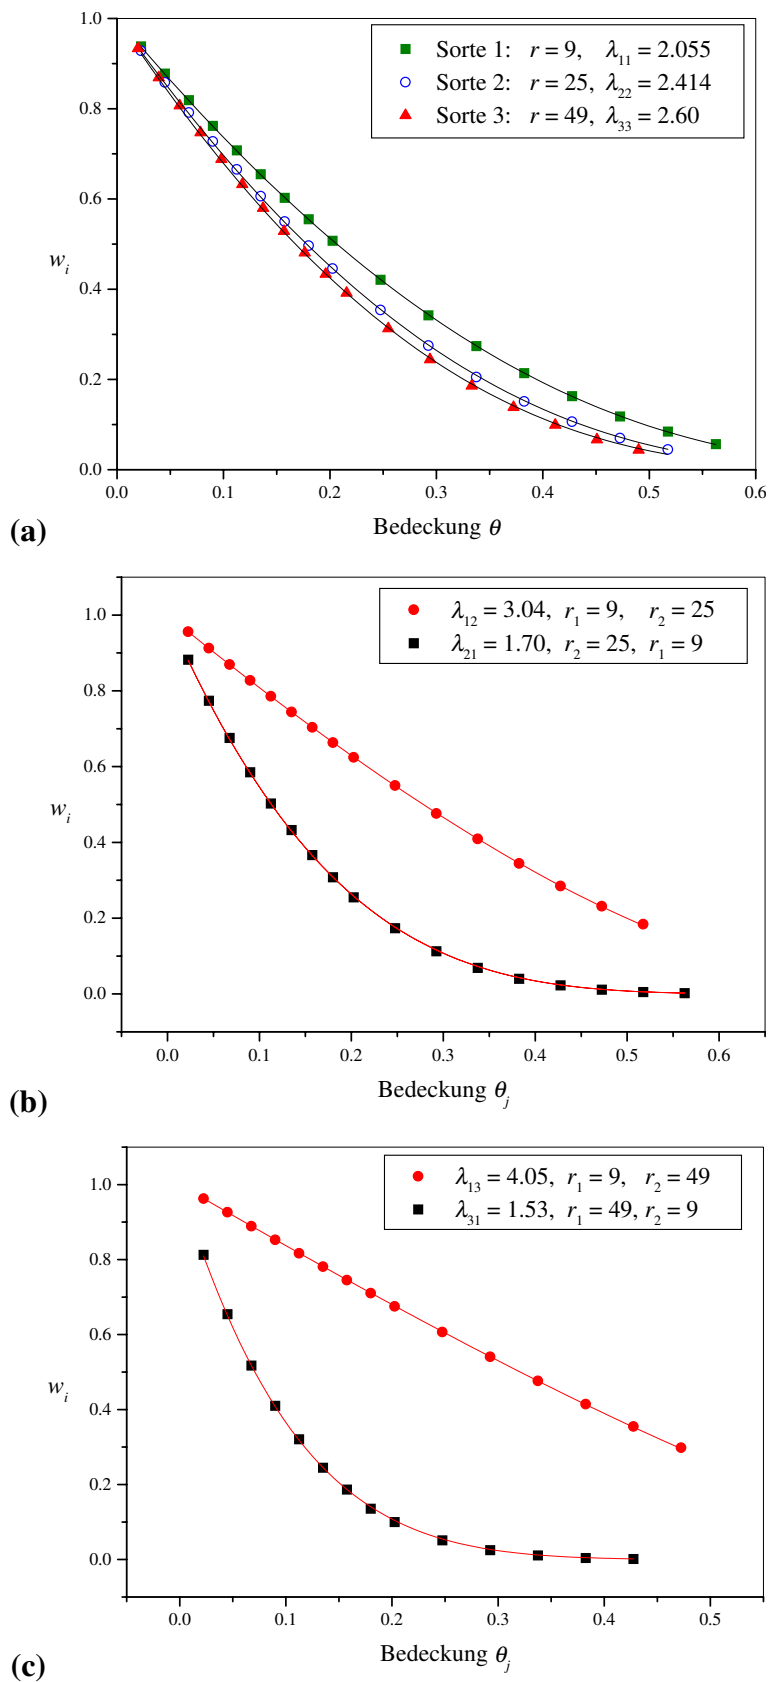 1.0
0.8
0.6
0.4
0.2
0.0
w_i
Sorte 1: r = 9, λ₁₁ = 2.055
Sorte 2: r = 25, λ₂₂ = 2.414
Sorte 3: r = 49, λ₃₃ = 2.60
0.0 0.1 0.2 0.3 0.4 0.5 0.6
Bedeckung θ
(a)
1.0
0.8
0.6
0.4
0.2
0.0
w_i
λ₁₂ = 3.04, r₁ = 9, r₂ = 25
λ₂₁ = 1.70, r₂ = 25, r₁ = 9
0.0 0.1 0.2 0.3 0.4 0.5 0.6
Bedeckung θ_j
(b)
1.0
0.8
0.6
0.4
0.2
0.0
w_i
λ₁₃ = 4.05, r₁ = 9, r₂ = 49
λ₃₁ = 1.53, r₁ = 49, r₂ = 9
0.0 0.1 0.2 0.3 0.4 0.5
Bedeckung θ_j
(c)